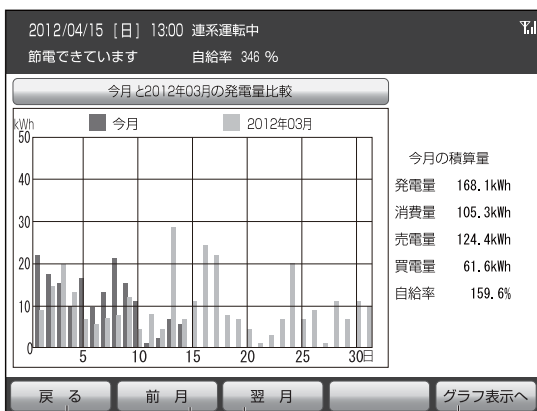 2012/04/15 [日] 13:00 連系運転中
節電できています 自給率 346 %
今月と2012年03月の発電量比較
kWh 今月 2012年03月
50
40
30
20
10
0 5 10 15 20 25 30日
今月の積算量
発電量 168.1kWh
消費量 105.3kWh
売電量 124.4kWh
買電量 61.6kWh
自給率 159.6%
戻る 前月 翌月 グラフ表示へ